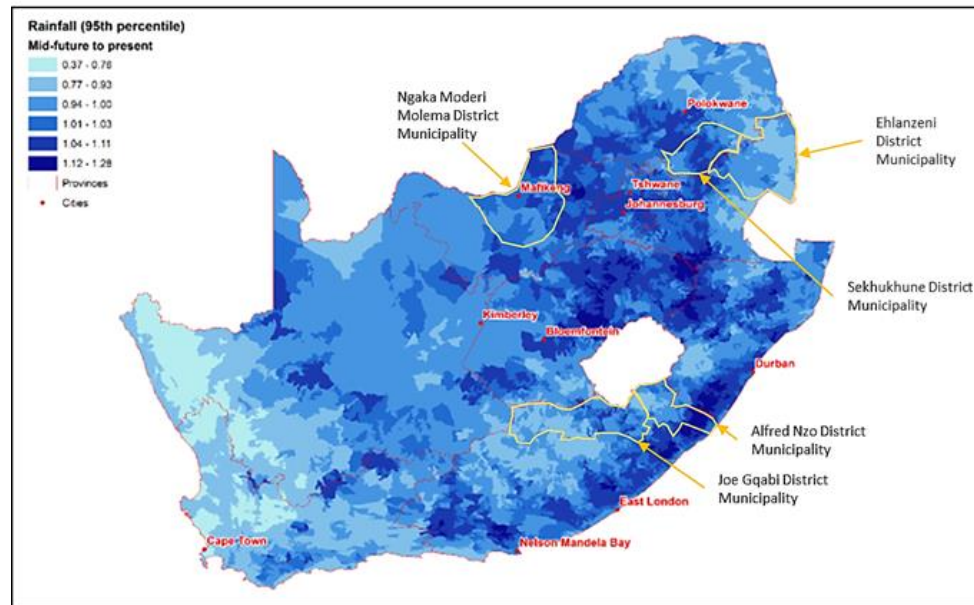 Rainfall (95th percentile)
Mid-future to present
0.37 - 0.76
0.77 - 0.93
0.94 - 1.00
1.01 - 1.03
1.04 - 1.11
1.12 - 1.28
Provinces
Cities
Ngaka Moderi
Molema District
Municipality
Polokwane
Ehlanzeni
District
Municipality
Mafikeng
Tshwane
Johannesburg
Sekhukhune District
Municipality
Kimberley
Bloemfontein
Durban
Alfred Nzo District
Municipality
Joe Gqabi District
Municipality
East London
Cape Town
Nelson Mandela Bay